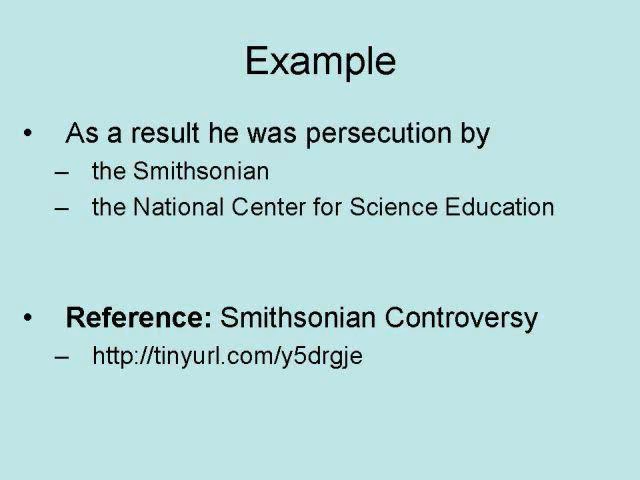 Example
• As a result he was persecution by
– the Smithsonian
– the National Center for Science Education
• Reference: Smithsonian Controversy
– http://tinyurl.com/y5drgje